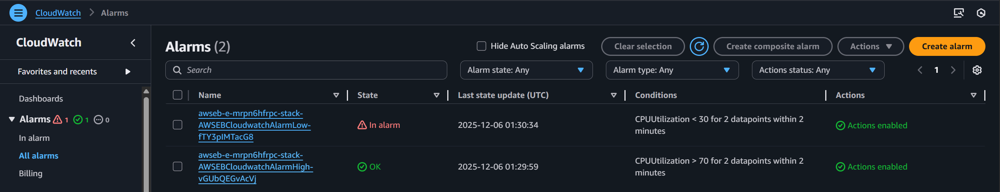 CloudWatch > Alarms
CloudWatch
Favorites and recents
Dashboards
Alarms 1 1 0
In alarm
All alarms
Billing
Alarms (2)
Hide Auto Scaling alarms
Clear selection
Create composite alarm
Actions
Create alarm
Search
Alarm state: Any
Alarm type: Any
Actions status: Any
1
Name State Last state update (UTC) Conditions Actions
awseb-e-mrpn6hfrpc-stack-
AWSEBCloudwatchAlarmLow-
fTY3pIMTacG8
In alarm
2025-12-06 01:30:34
CPUUtilization < 30 for 2 datapoints within 2
minutes
Actions enabled
awseb-e-mrpn6hfrpc-stack-
AWSEBCloudwatchAlarmHigh-
vGUbQEGvAcVj
OK
2025-12-06 01:29:59
CPUUtilization > 70 for 2 datapoints within 2
minutes
Actions enabled